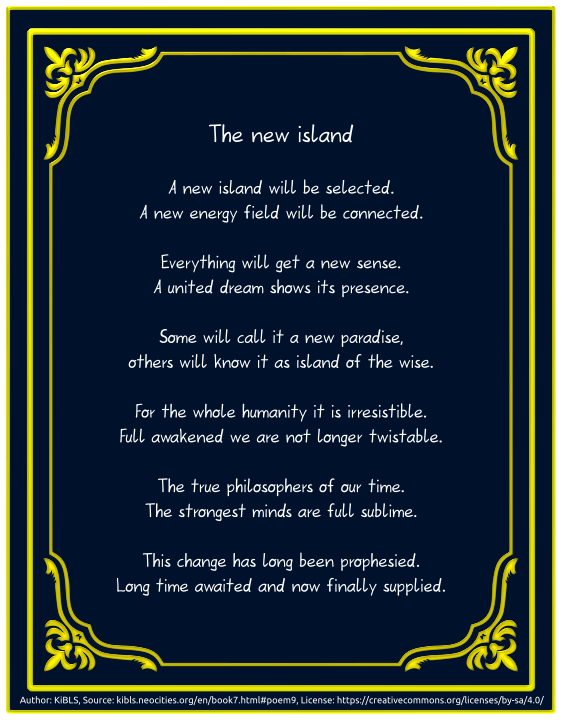 The new island
A new island will be selected.
A new energy field will be connected.
Everything will get a new sense.
A united dream shows its presence.
Some will call it a new paradise,
others will know it as island of the wise.
For the whole humanity it is irresistible.
Full awakened we are not longer twistable.
The true philosophers of our time.
The strongest minds are full sublime.
This change has long been prophesied.
Long time awaited and now finally supplied.
Author: KiBLS, Source: kibls.neocities.org/en/book7.html#poem9, License: https://creativecommons.org/licenses/by-sa/4.0/